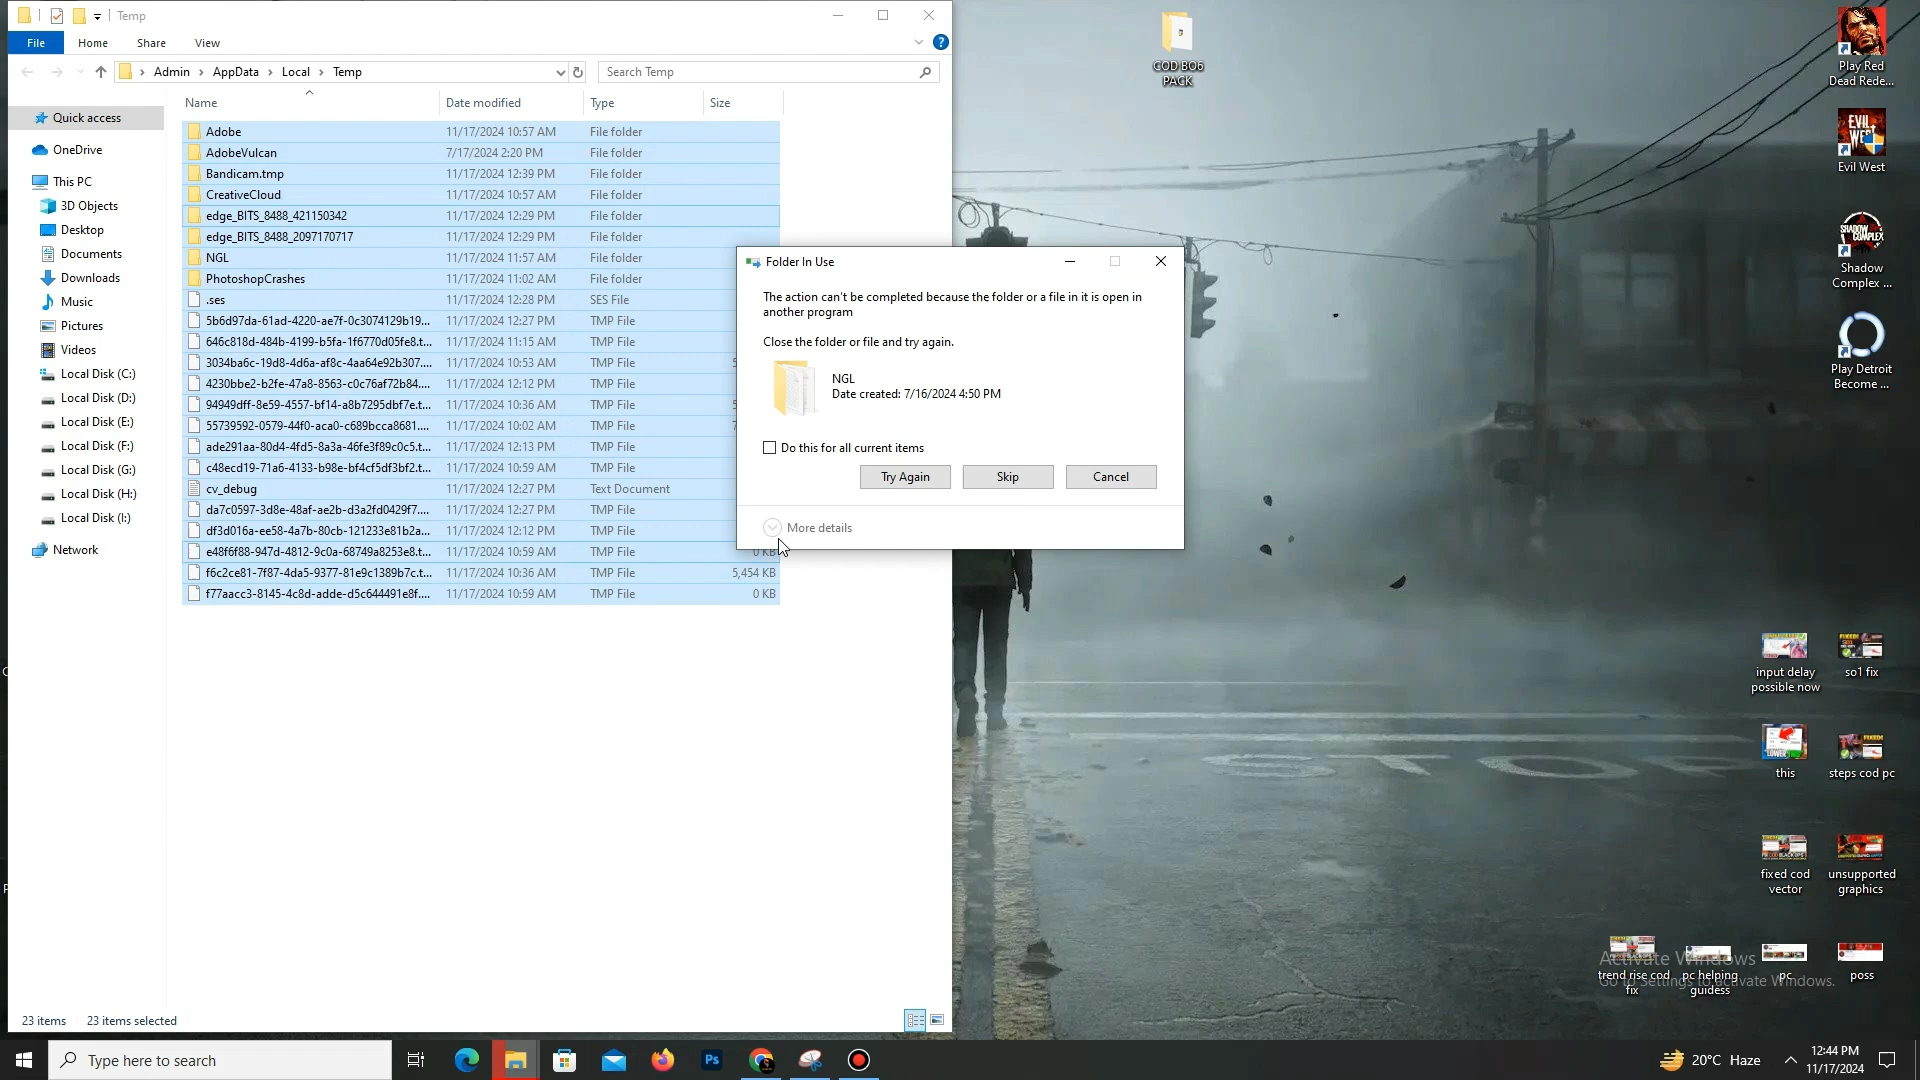 Temp
File Home Share View
Admin > AppData > Local > Temp
Search Temp
Name Date modified Type Size
Quick access
OneDrive
This PC
3D Objects
Desktop
Documents
Downloads
Music
Pictures
Videos
Local Disk (C:)
Local Disk (D:)
Local Disk (E:)
Local Disk (F:)
Local Disk (G:)
Local Disk (H:)
Local Disk (I:)
Network
Adobe 11/17/2024 10:57 AM File folder
AdobeVulcan 7/17/2024 2:20 PM File folder
Bandicam.tmp 11/17/2024 12:39 PM File folder
CreativeCloud 11/17/2024 10:57 AM File folder
edge_BITS_8488_421150342 11/17/2024 12:29 PM File folder
edge_BITS_8488_2097170717 11/17/2024 12:29 PM File folder
NGL 11/17/2024 11:57 AM File folder
PhotoshopCrashes 11/17/2024 11:02 AM File folder
.ses 11/17/2024 12:28 PM SES File
5b6d97da-61ad-4220-ae7f-0c3074129b19... 11/17/2024 12:27 PM TMP File
646c818d-484b-4199-b5fa-1f6770d05fe8.t... 11/17/2024 11:15 AM TMP File
3034ba6c-19d8-4d6a-af8c-4aa64e92b307.... 11/17/2024 10:53 AM TMP File 5
4230bbe2-b2fe-47a8-8563-c0c76af72b84.... 11/17/2024 12:12 PM TMP File
94949dff-8e59-4557-bf14-a8b7295dbf7e.t... 11/17/2024 10:36 AM TMP File 5
55739592-0579-44f0-aca0-c689bcca8681.... 11/17/2024 10:02 AM TMP File 7
ade291aa-80d4-4fd5-8a3a-46fe3f89c0c5.t... 11/17/2024 12:13 PM TMP File
c48ecd19-71a6-4133-b98e-bf4cf5df3bf2.t... 11/17/2024 10:59 AM TMP File
cv_debug 11/17/2024 12:27 PM Text Document
da7c0597-3d8e-48af-ae2b-d3a2fd0429f7.... 11/17/2024 12:27 PM TMP File
df3d016a-ee58-4a7b-80cb-121233e81b2a... 11/17/2024 12:12 PM TMP File
e48f6f88-947d-4812-9c0a-68749a8253e8.t... 11/17/2024 10:59 AM TMP File 0 KB
f6c2ce81-7f87-4da5-9377-81e9c1389b7c.t... 11/17/2024 10:36 AM TMP File 5,454 KB
f77aacc3-8145-4c8d-adde-d5c644491e8f.... 11/17/2024 10:59 AM TMP File 0 KB
23 items 23 items selected
Folder In Use
The action can't be completed because the folder or a file in it is open in
another program
Close the folder or file and try again.
NGL
Date created: 7/16/2024 4:50 PM
Do this for all current items
Try Again Skip Cancel
More details
COD BO6
PACK
Play Red
Dead Rede...
EVIL
WEST
Evil West
SHADOW
COMPLEX
Shadow
Complex ...
Play Detroit
Become ...
STOP
input delay
possible now
so1 fix
this
steps cod pc
fixed cod
vector
unsupported
graphics
trend rise cod
fix
pc helping
guidess
pc
poss
Activate Windows
Go to Settings to activate Windows.
Type here to search
Ps
20°C Haze
12:44 PM
11/17/2024